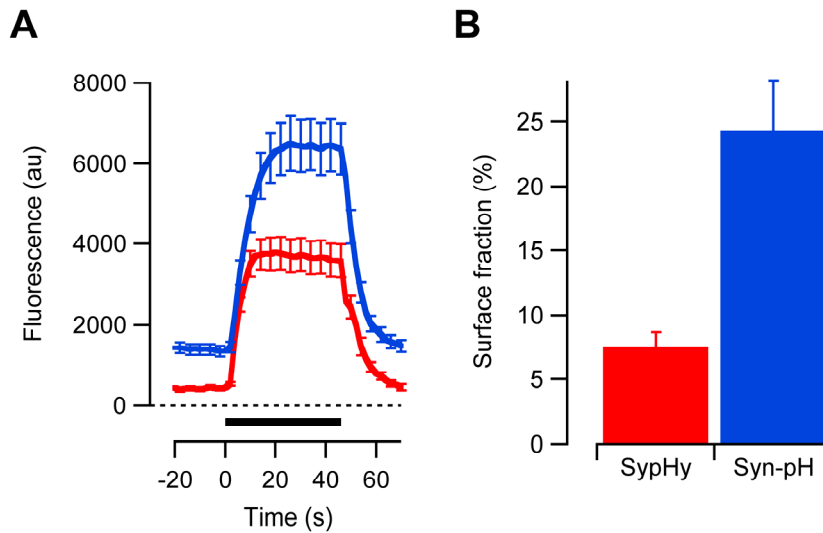 A
8000
6000
4000
2000
0
Fluorescence (au)
-20 0 20 40 60
Time (s)
B
25
20
15
10
5
0
Surface fraction (%)
SypHy Syn-pH